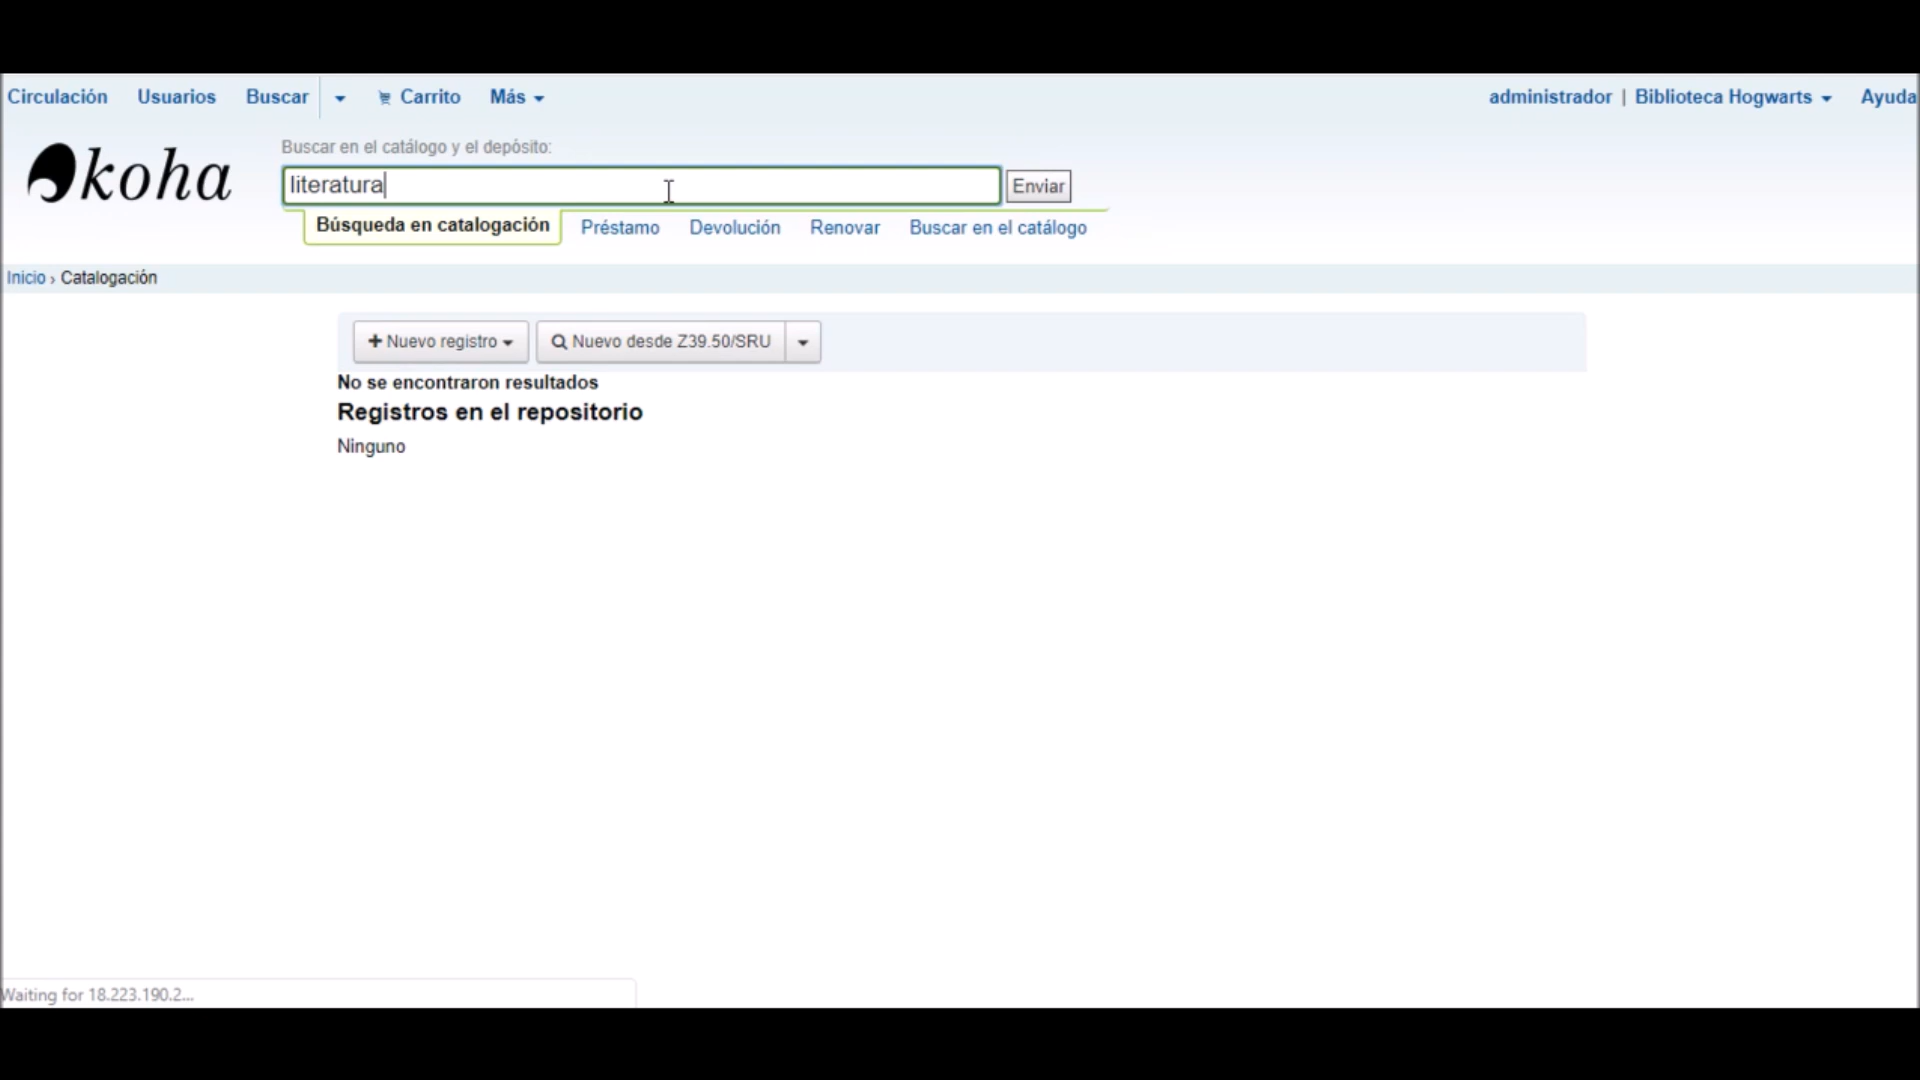 Circulación Usuarios Buscar Carrito Más administrador | Biblioteca Hogwarts Ayuda
koha
Buscar en el catálogo y el depósito:
literatura Enviar
Búsqueda en catalogación Préstamo Devolución Renovar Buscar en el catálogo
Inicio › Catalogación
+ Nuevo registro Nuevo desde Z39.50/SRU
No se encontraron resultados
Registros en el repositorio
Ninguno
Waiting for 18.223.190.2...